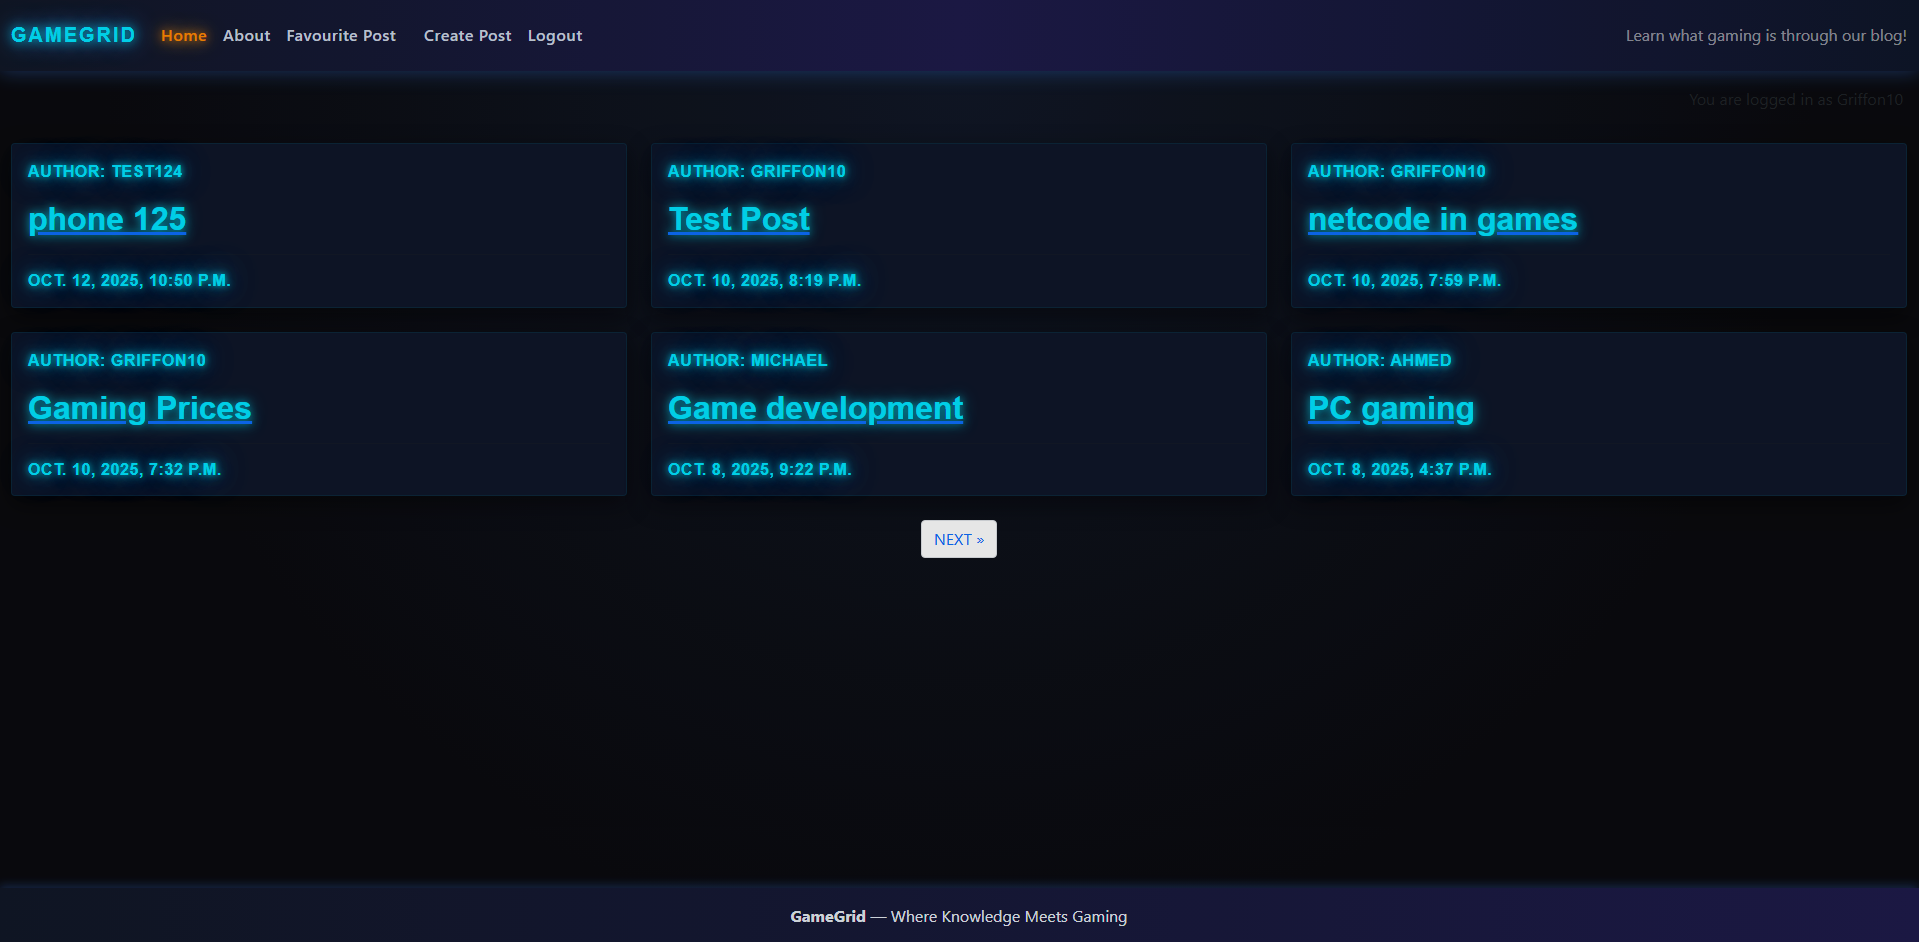 GAMEGRID Home About Favourite Post Create Post Logout Learn what gaming is through our blog!
You are logged in as Griffon10
AUTHOR: TEST124
phone 125
OCT. 12, 2025, 10:50 P.M.
AUTHOR: GRIFFON10
Test Post
OCT. 10, 2025, 8:19 P.M.
AUTHOR: GRIFFON10
netcode in games
OCT. 10, 2025, 7:59 P.M.
AUTHOR: GRIFFON10
Gaming Prices
OCT. 10, 2025, 7:32 P.M.
AUTHOR: MICHAEL
Game development
OCT. 8, 2025, 9:22 P.M.
AUTHOR: AHMED
PC gaming
OCT. 8, 2025, 4:37 P.M.
NEXT »
GameGrid — Where Knowledge Meets Gaming